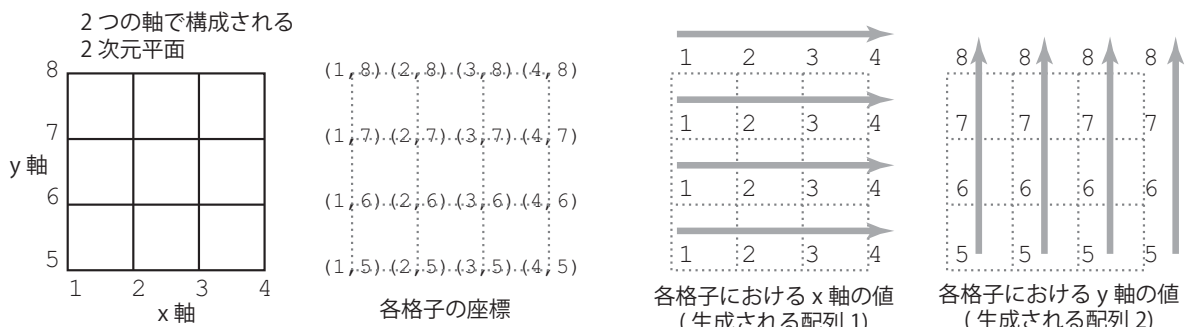 2 つの軸で構成される
2 次元平面
8
7
y 軸
6
5
1 2 3 4
x 軸
(1,8) (2,8) (3,8) (4,8)
(1,7) (2,7) (3,7) (4,7)
(1,6) (2,6) (3,6) (4,6)
(1,5) (2,5) (3,5) (4,5)
各格子の座標
1 2 3 4
1 2 3 4
1 2 3 4
1 2 3 4
各格子における x 軸の値
( 生成される配列 1)
8 8 8 8
7 7 7 7
6 6 6 6
5 5 5 5
各格子における y 軸の値
( 生成される配列 2)